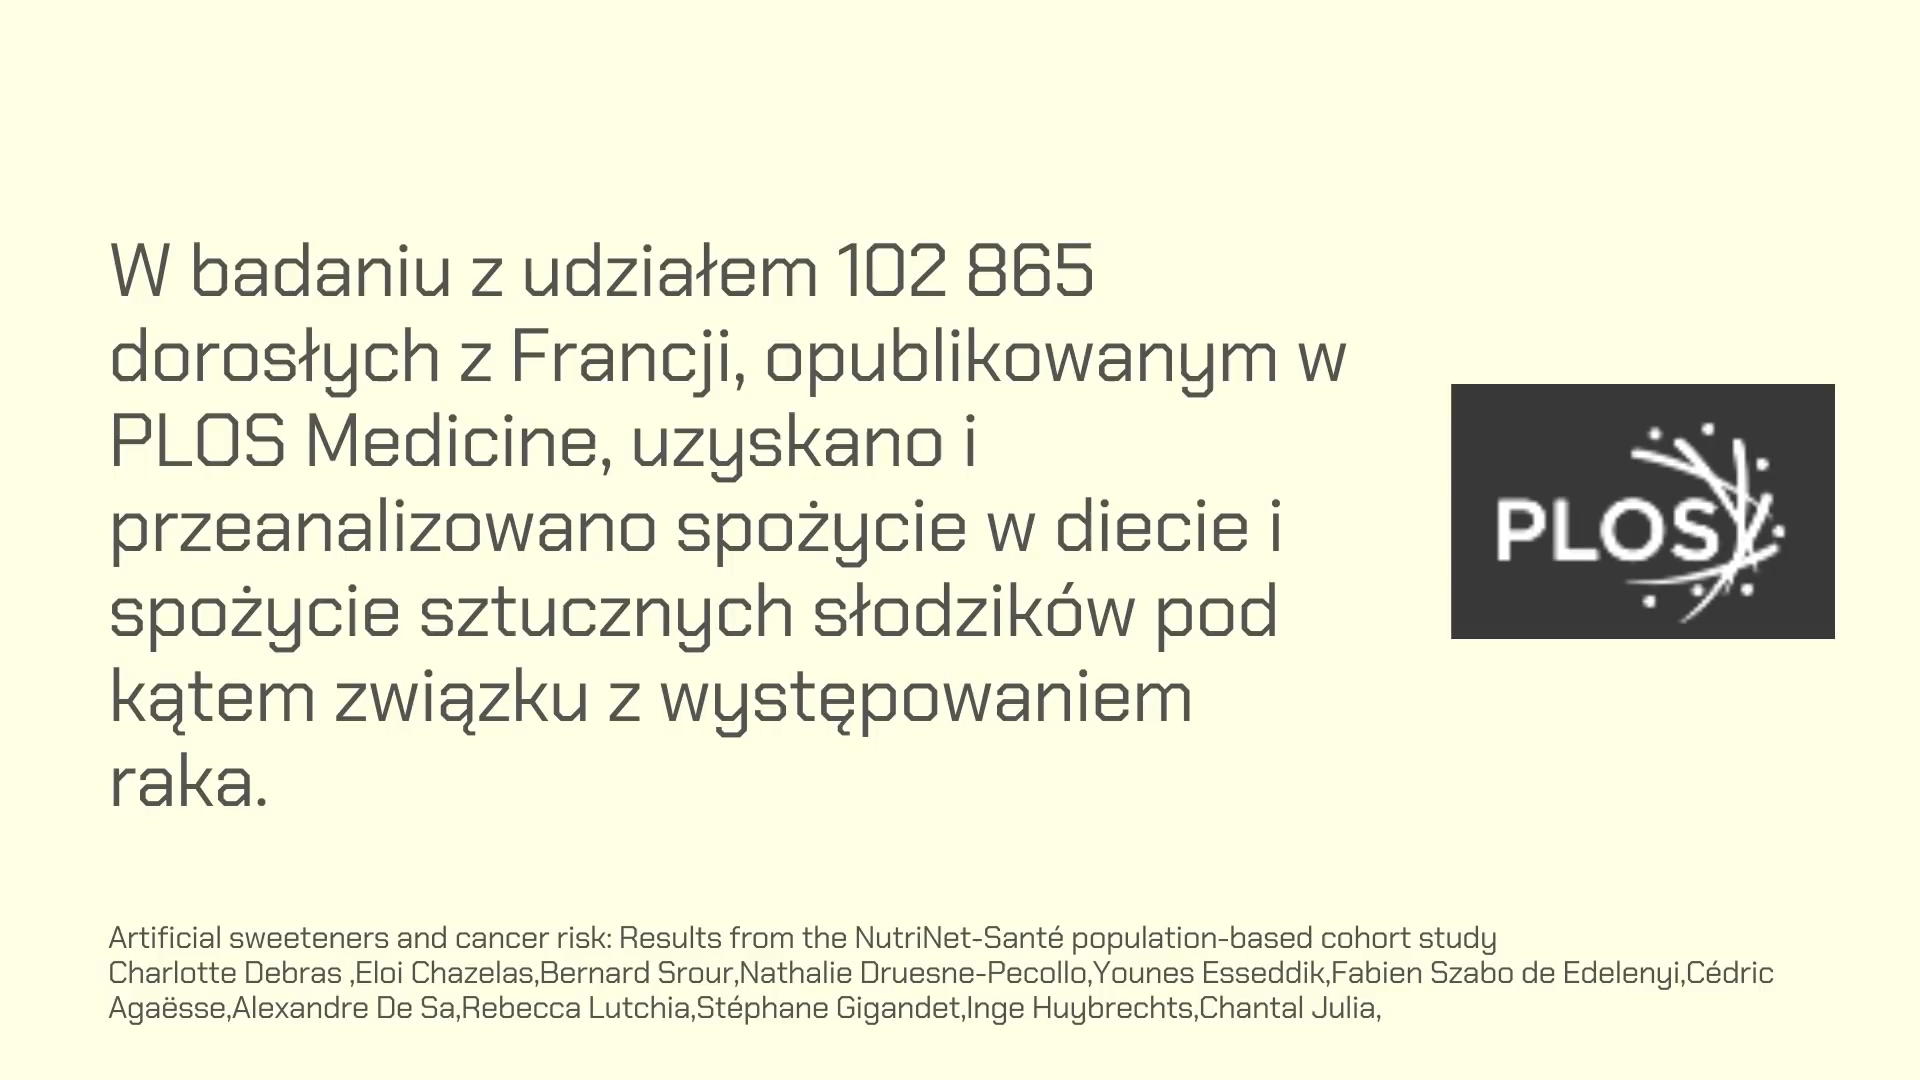 W badaniu z udziałem 102 865
dorosłych z Francji, opublikowanym w
PLOS Medicine, uzyskano i
przeanalizowano spożycie w diecie i
spożycie sztucznych słodzików pod
kątem związku z występowaniem
raka.
PLOS
Artificial sweeteners and cancer risk: Results from the NutriNet-Santé population-based cohort study
Charlotte Debras ,Eloi Chazelas,Bernard Srour,Nathalie Druesne-Pecollo,Younes Esseddik,Fabien Szabo de Edelenyi,Cédric
Agaësse,Alexandre De Sa,Rebecca Lutchia,Stéphane Gigandet,Inge Huybrechts,Chantal Julia,